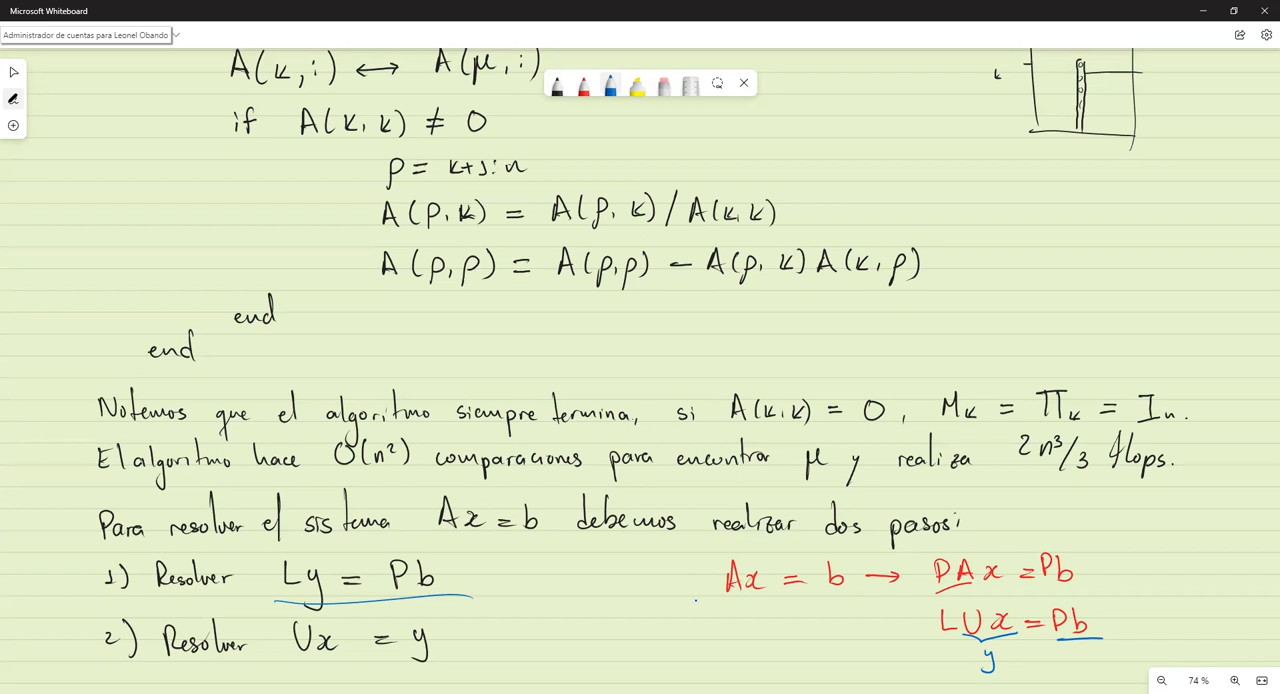 Microsoft Whiteboard
Administrador de cuentas para Leonel Obando
A(k,i) ↔ A(μ,i)
k
if A(k,k) ≠ 0
p = k+1:n
A(p,k) = A(p,k)/A(k,k)
A(p,p) = A(p,p) - A(p,k)A(k,p)
end
end
Notemos que el algoritmo siempre termina, si A(k,k) = 0, Mk = Πk = In.
El algoritmo hace O(n²) comparaciones para encontrar μ y realiza 2n³/3 flops.
Para resolver el sistema Ax = b debemos realizar dos pasos:
1) Resolver Ly = Pb
Ax = b → PAx = Pb
LUx = Pb
2) Resolver Ux = y
y
74 %